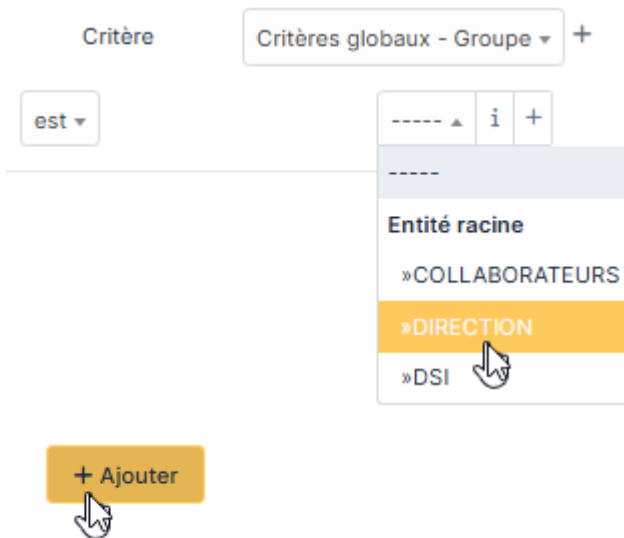 Critère Critères globaux - Groupe +
est ----- i +
-----
Entité racine
»COLLABORATEURS
»DIRECTION
»DSI
+ Ajouter